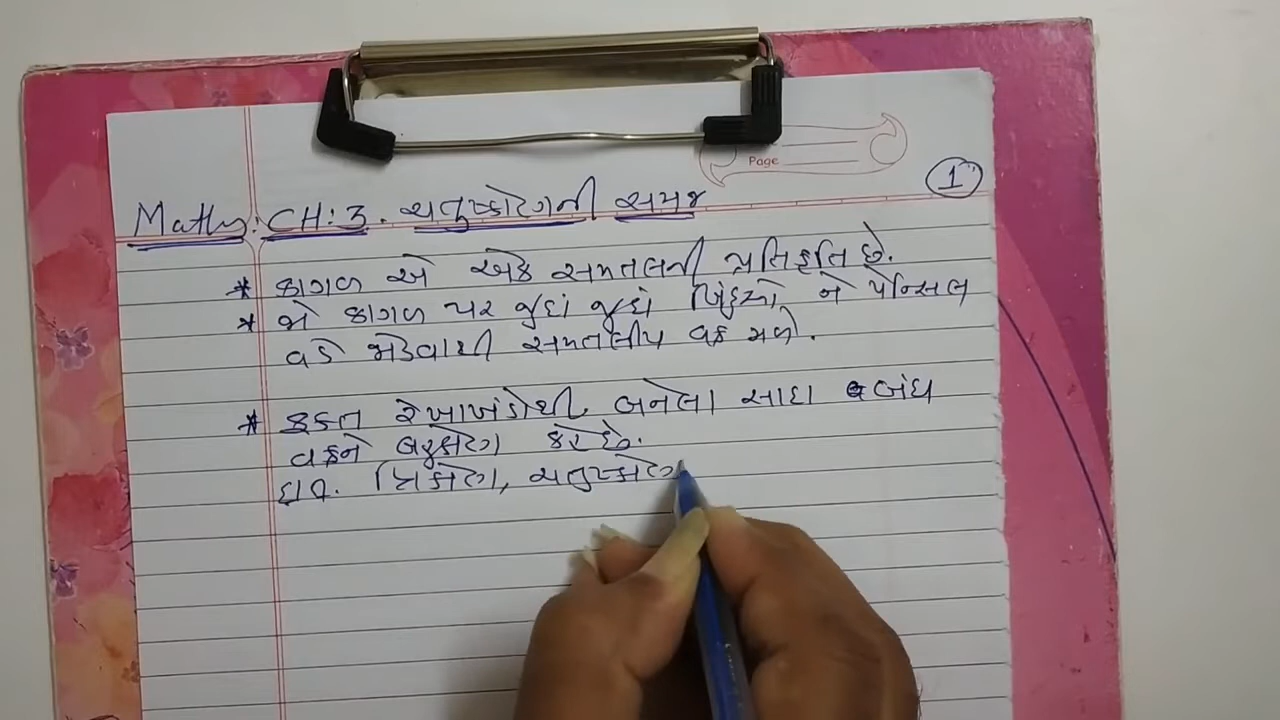 Page
1
Maths: CH: 3. ચતુષ્કોણની સમજ
* કાગળ એ એક સમતલની પ્રતિકૃતિ છે.
* જો કાગળ પર જુદાં જુદાં બિંદુઓ ને પેન્સિલ
વડે જોડવાથી સમતલીય વક્ર મળે.
* ફક્ત રેખાખંડોથી બનેલા સાદા બંધ
વક્રને બહુકોણ કહે છે.
દા.ત. ત્રિકોણ, ચતુષ્કોણ